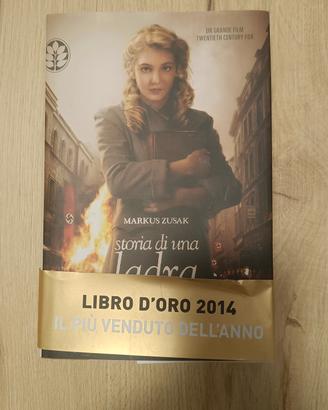 UN GRANDE FILM
TWENTIETH CENTURY FOX
MARKUS ZUSAK
storia di una
ladra
LIBRO D'ORO 2014
IL PIÙ VENDUTO DELL'ANNO